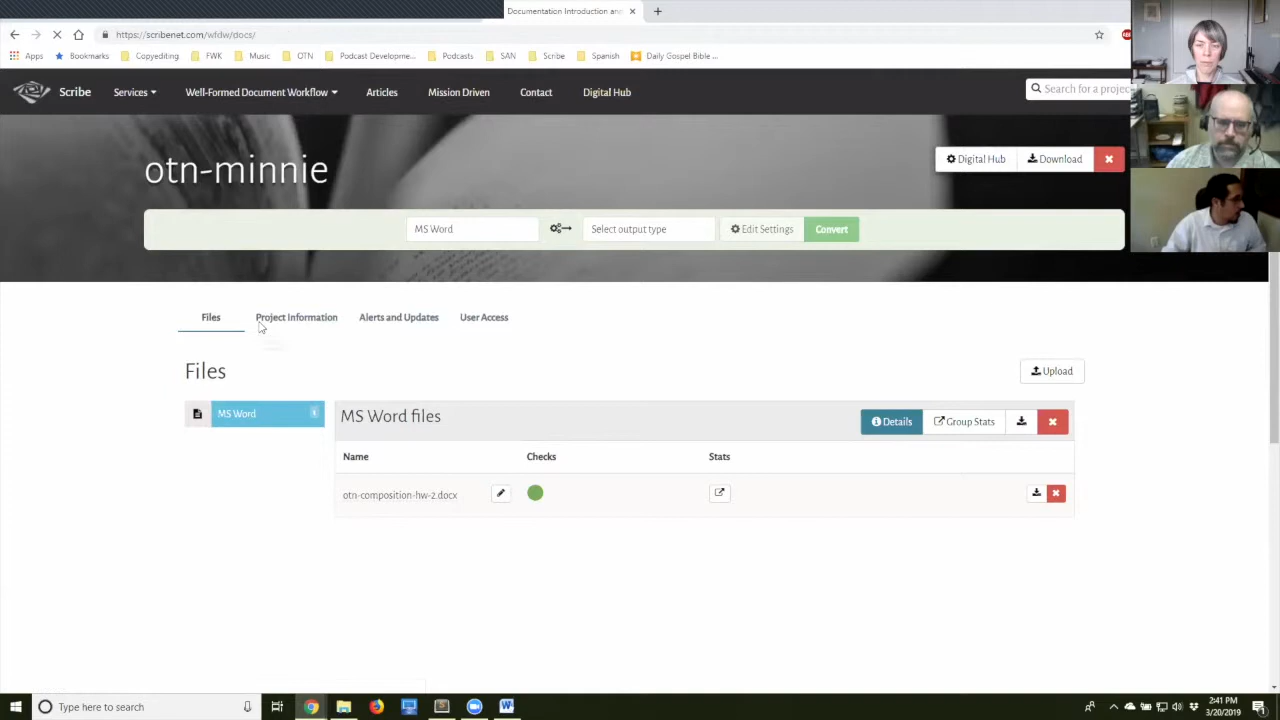 Documentation Introduction an
https://scribenet.com/wfdw/docs/
Apps Bookmarks Copyediting FWK Music OTN Podcast Developme... Podcasts SAN Scribe Spanish Daily Gospel Bible ...
Scribe Services Well-Formed Document Workflow Articles Mission Driven Contact Digital Hub Search for a projec
otn-minnie
Digital Hub Download
MS Word Select output type Edit Settings Convert
Files Project Information Alerts and Updates User Access
Files
Upload
MS Word
MS Word files
Details Group Stats
Name Checks Stats
otn-composition-hw-2.docx
Type here to search
2:41 PM
3/20/2019